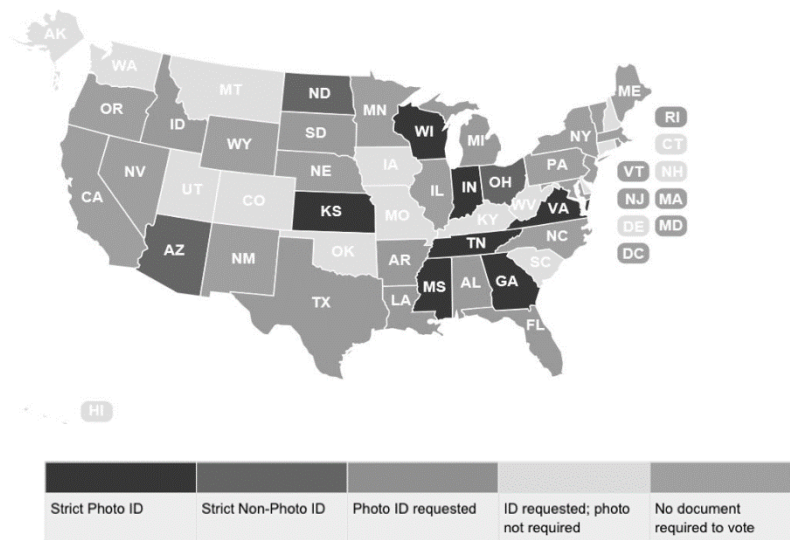 AK
WA
MT
ND
MN
ME
OR
ID
WY
SD
WI
MI
NY
RI
CT
NV
NE
IA
PA
VT
NH
CA
UT
CO
IL
IN
OH
WV
NJ
MA
KS
MO
KY
VA
DE
MD
AZ
NM
OK
AR
TN
NC
DC
TX
LA
MS
AL
GA
SC
FL
HI
Strict Photo ID
Strict Non-Photo ID
Photo ID requested
ID requested; photo
not required
No document
required to vote